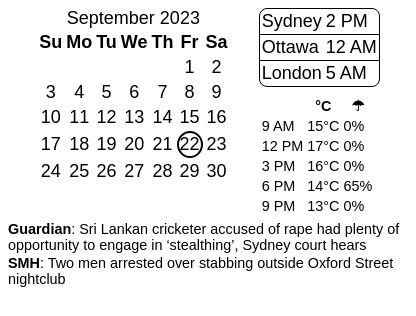 September 2023
Su Mo Tu We Th Fr Sa
1 2
3 4 5 6 7 8 9
10 11 12 13 14 15 16
17 18 19 20 21 22 23
24 25 26 27 28 29 30
Sydney 2 PM
Ottawa 12 AM
London 5 AM
°C ☂
9 AM 15°C 0%
12 PM 17°C 0%
3 PM 16°C 0%
6 PM 14°C 65%
9 PM 13°C 0%
Guardian: Sri Lankan cricketer accused of rape had plenty of
opportunity to engage in ‘stealthing’, Sydney court hears
SMH: Two men arrested over stabbing outside Oxford Street
nightclub